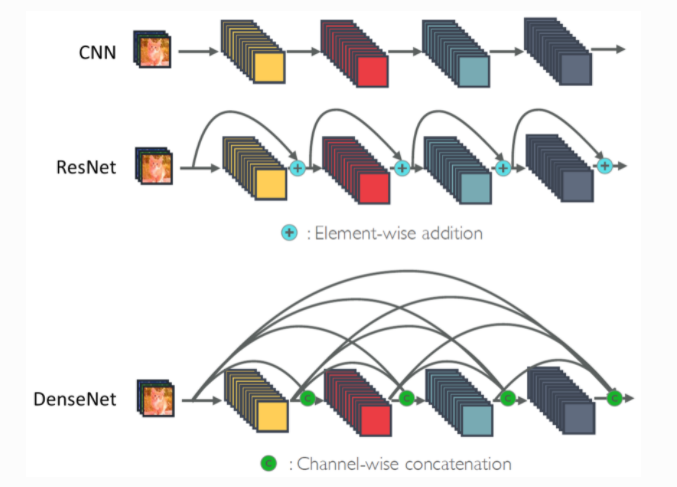 CNN
ResNet
: Element-wise addition
DenseNet
C C C C
C : Channel-wise concatenation